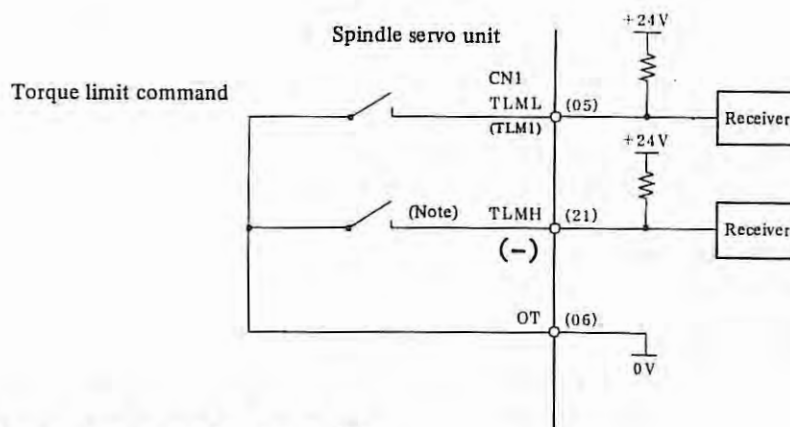 +24V
Spindle servo unit
CN1
Torque limit command
TLML (05)
(TLM1)
Receiver
+24V
(Note) TLMH (21)
(-)
Receiver
OT (06)
0V